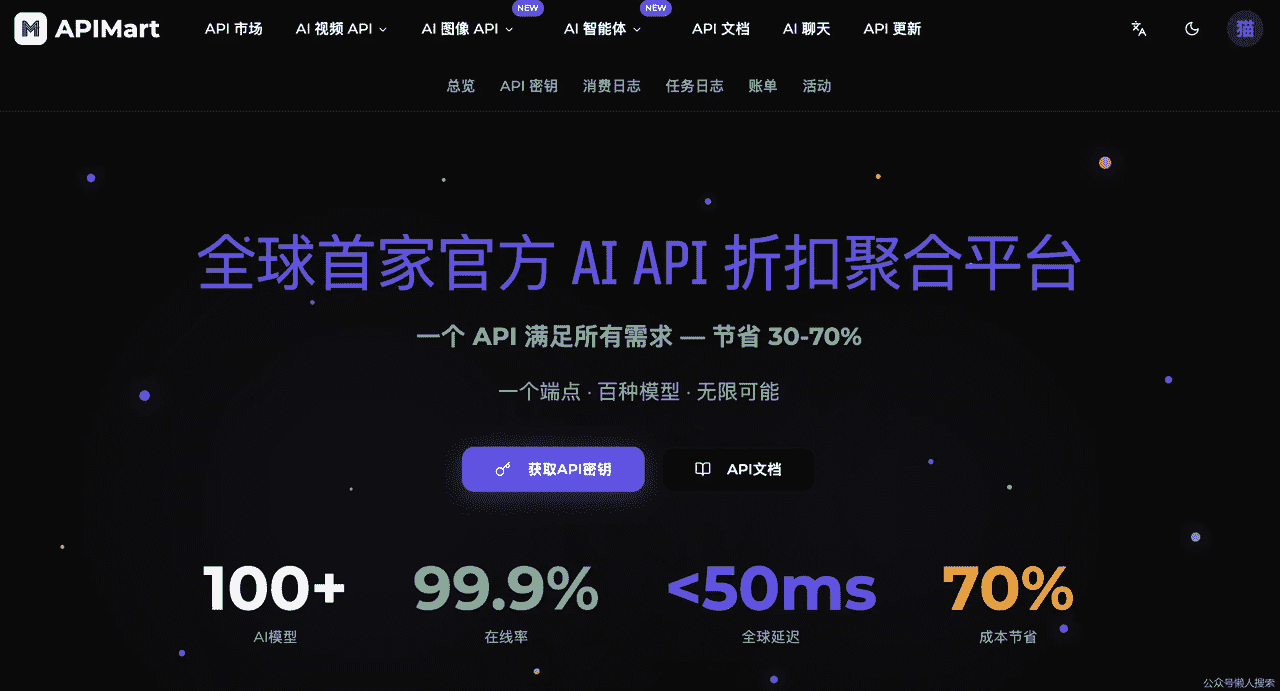 NEW NEW
M APIMart API 市场 AI 视频 API AI 图像 API AI 智能体 API 文档 AI 聊天 API 更新 猫
总览 API 密钥 消费日志 任务日志 账单 活动
全球首家官方 AI API 折扣聚合平台
一个 API 满足所有需求 — 节省 30-70%
一个端点 · 百种模型 · 无限可能
获取API密钥 API文档
100+ 99.9% <50ms 70%
AI模型 在线率 全球延迟 成本节省
公众号懒人搜索